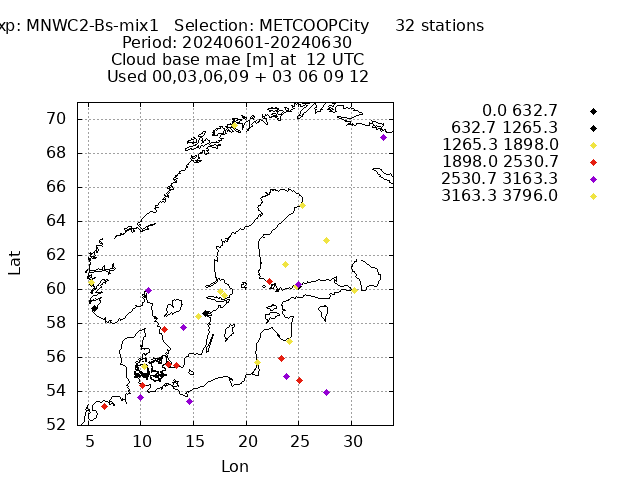 xp: MNWC2-Bs-mix1   Selection: METCOOPCity     32 stations
Period: 20240601-20240630
Cloud base mae [m] at  12 UTC
Used 00,03,06,09 + 03 06 09 12
0.0 632.7
632.7 1265.3
1265.3 1898.0
1898.0 2530.7
2530.7 3163.3
3163.3 3796.0
70
68
66
64
62
60
58
56
54
52
Lat
5 10 15 20 25 30
Lon